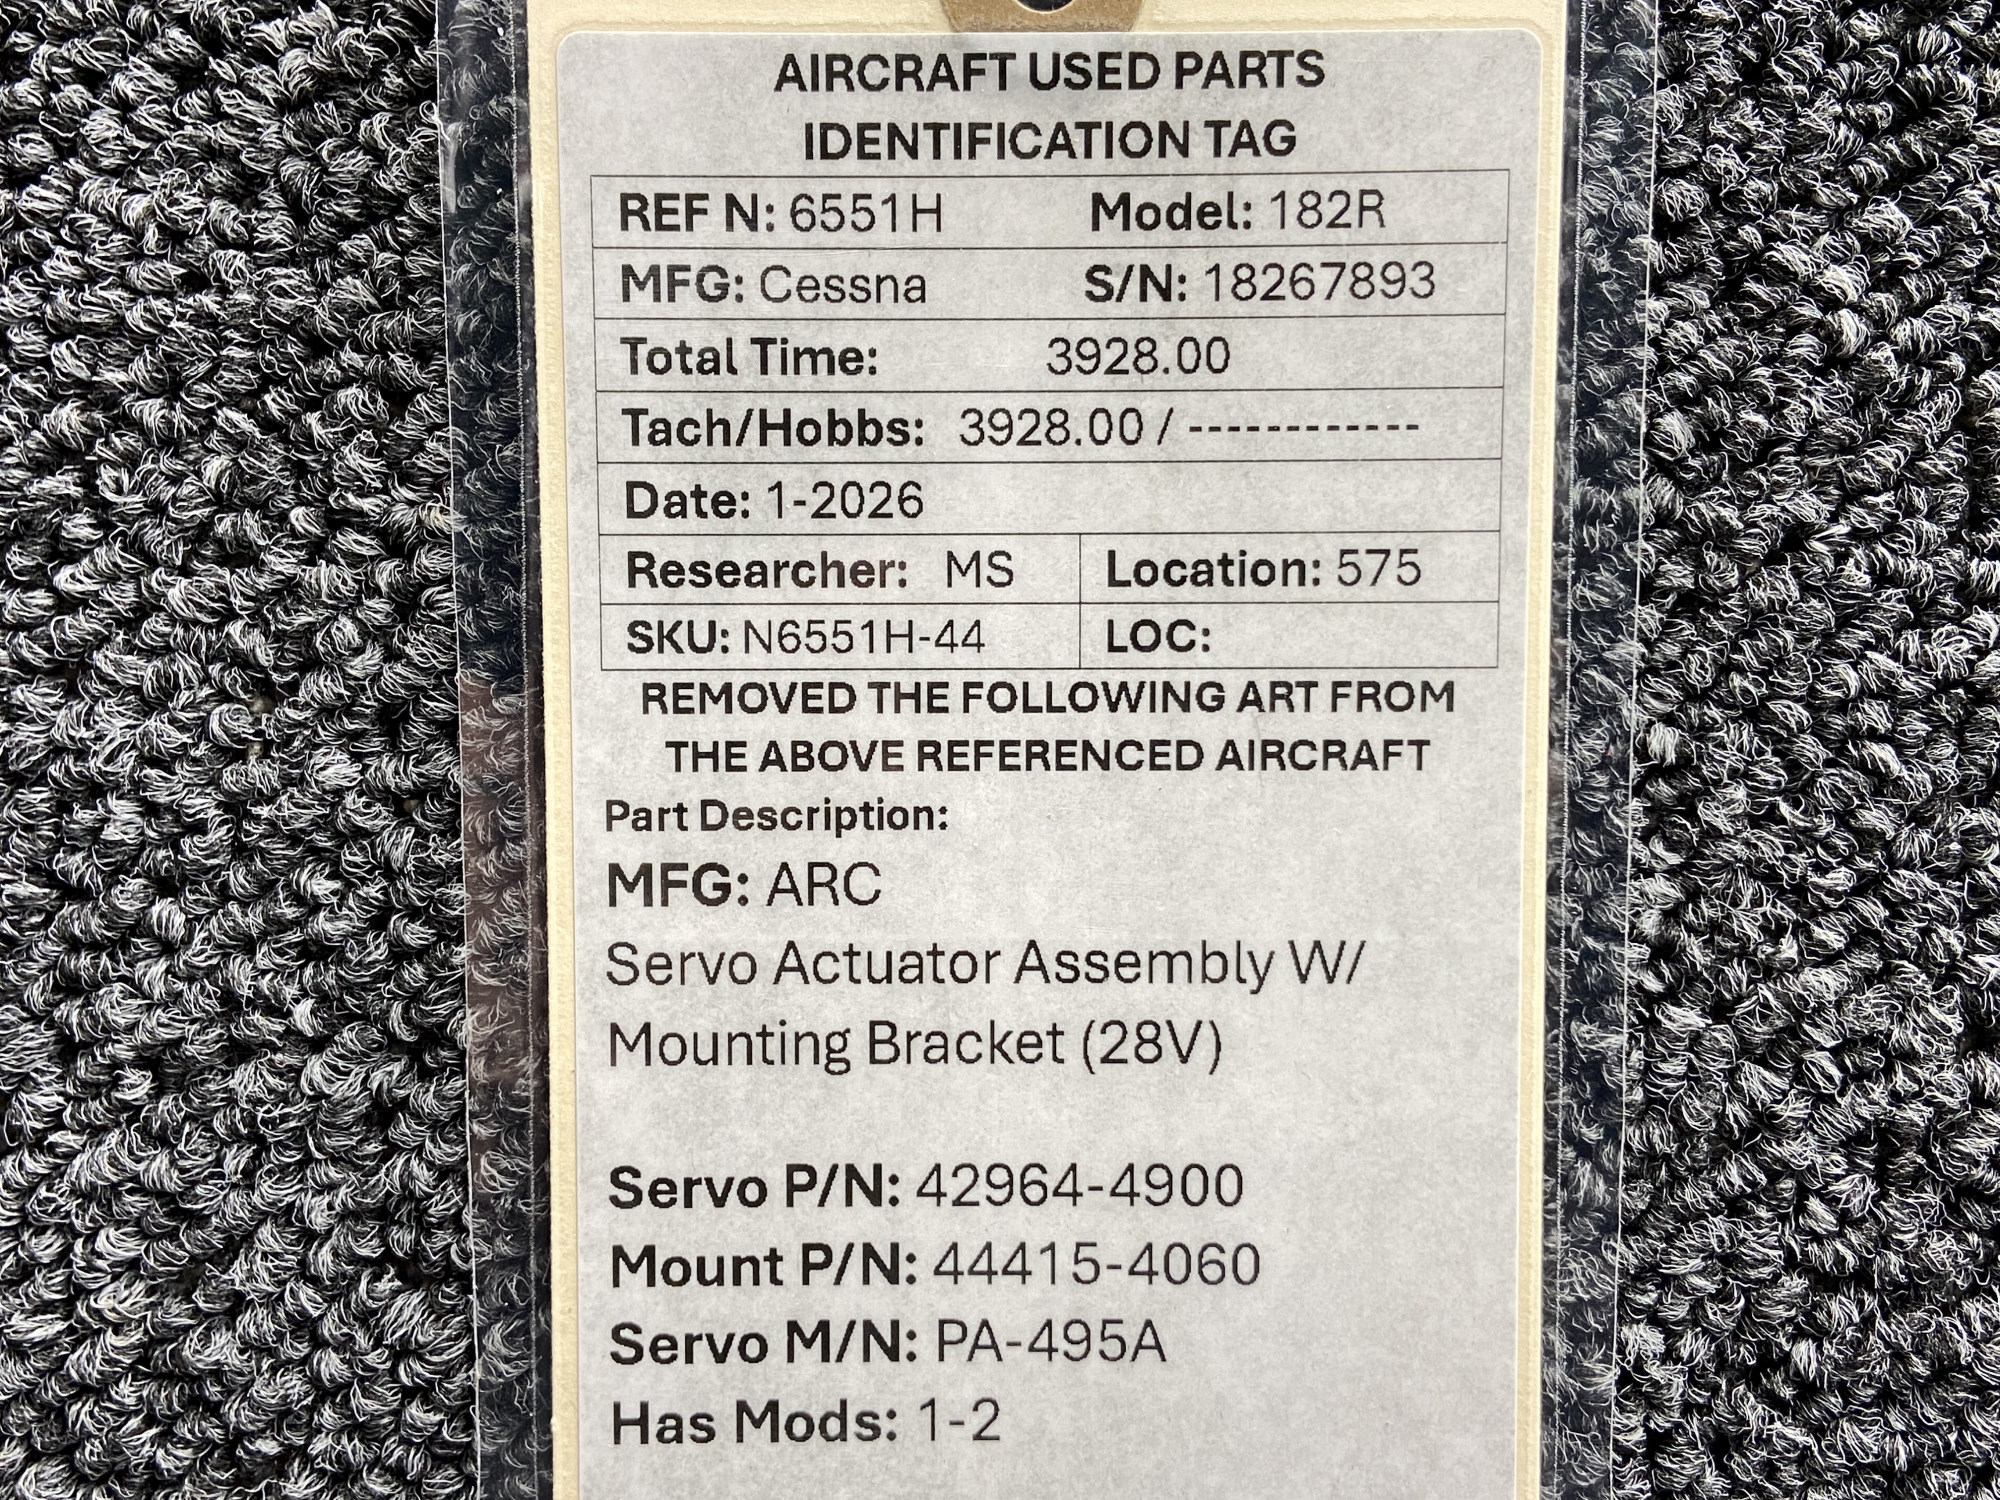 AIRCRAFT USED PARTS
IDENTIFICATION TAG
REF N: 6551H Model: 182R
MFG: Cessna S/N: 18267893
Total Time: 3928.00
Tach/Hobbs: 3928.00 / ------------
Date: 1-2026
Researcher: MS Location: 575
SKU: N6551H-44 LOC:
REMOVED THE FOLLOWING ART FROM
THE ABOVE REFERENCED AIRCRAFT
Part Description:
MFG: ARC
Servo Actuator Assembly W/
Mounting Bracket (28V)
Servo P/N: 42964-4900
Mount P/N: 44415-4060
Servo M/N: PA-495A
Has Mods: 1-2